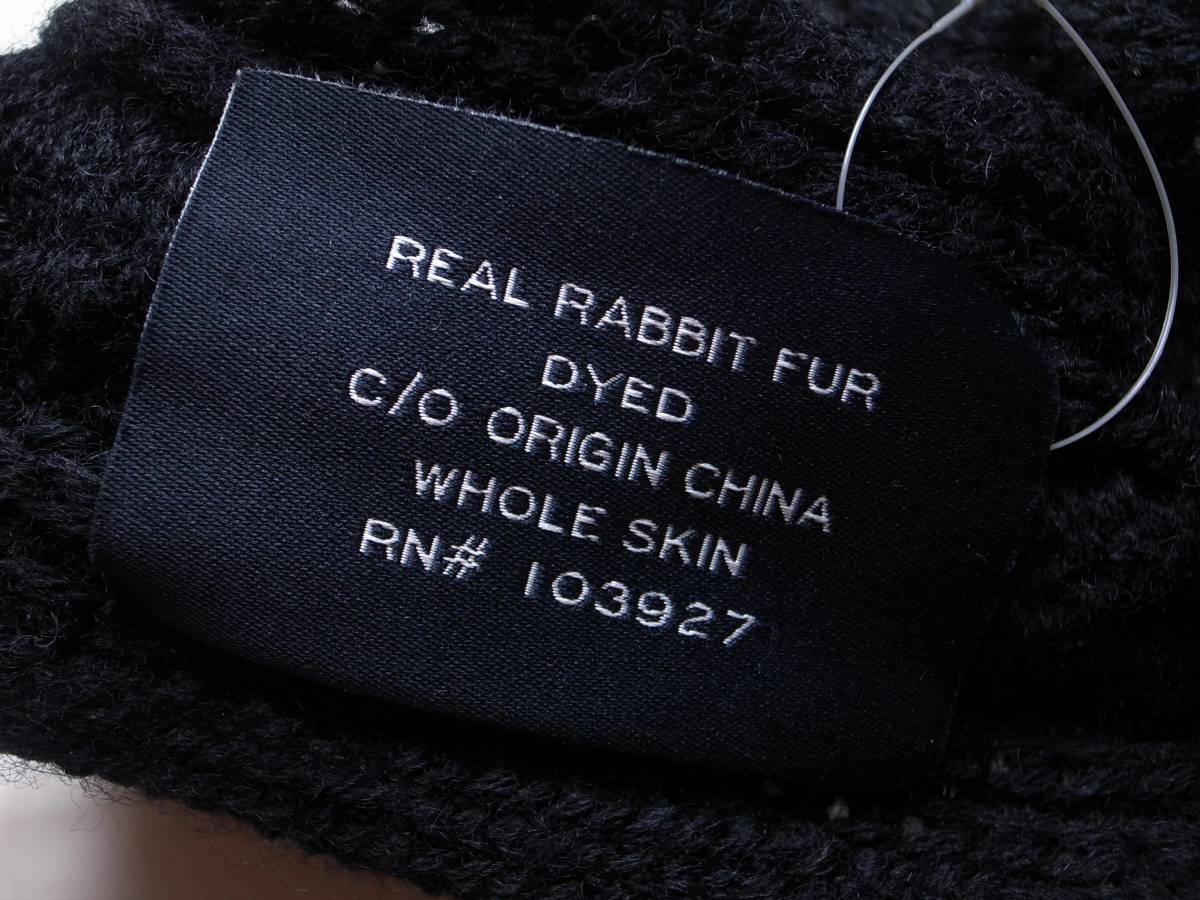 REAL RABBIT FUR
DYED
C/O ORIGIN CHINA
WHOLE SKIN
RN# 103927